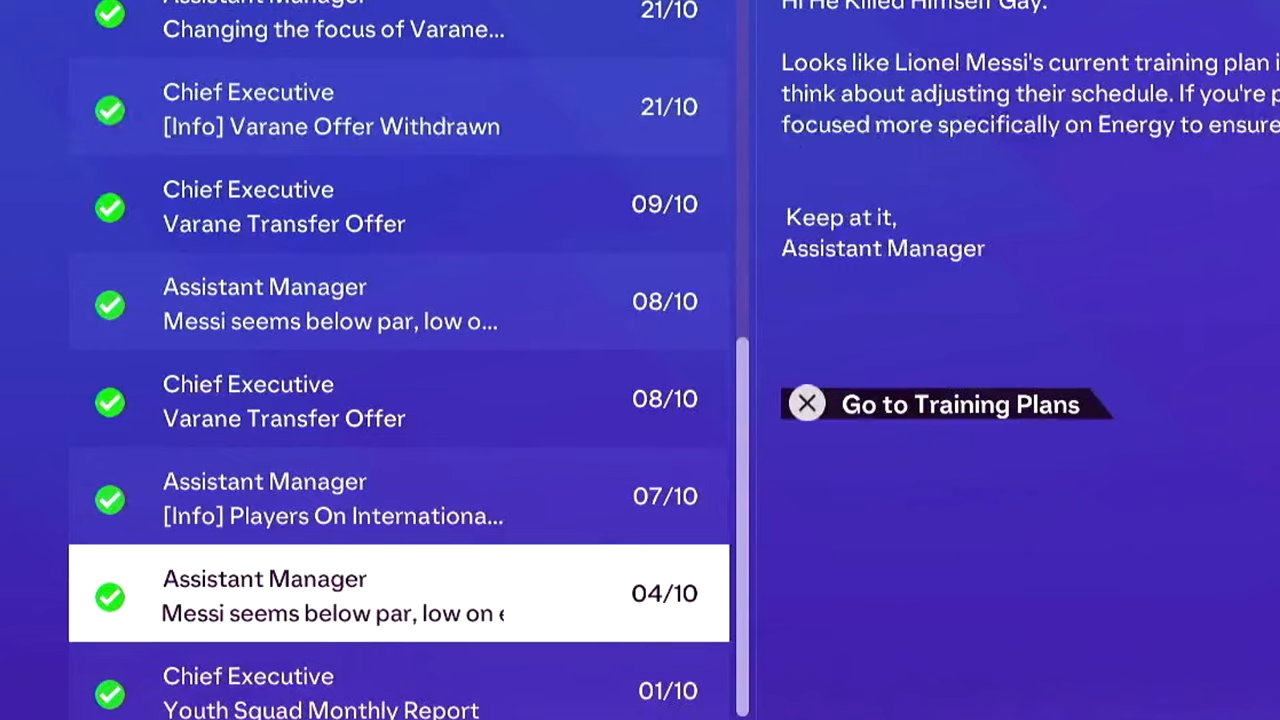 Assistant Manager
Changing the focus of Varane...
21/10
Chief Executive
[Info] Varane Offer Withdrawn
21/10
Chief Executive
Varane Transfer Offer
09/10
Assistant Manager
Messi seems below par, low o...
08/10
Chief Executive
Varane Transfer Offer
08/10
Assistant Manager
[Info] Players On Internationa...
07/10
Assistant Manager
Messi seems below par, low on
04/10
Chief Executive
Youth Squad Monthly Report
01/10
Hi He Killed Himself Gay.
Looks like Lionel Messi's current training plan i
think about adjusting their schedule. If you're p
focused more specifically on Energy to ensure
Keep at it,
Assistant Manager
Go to Training Plans